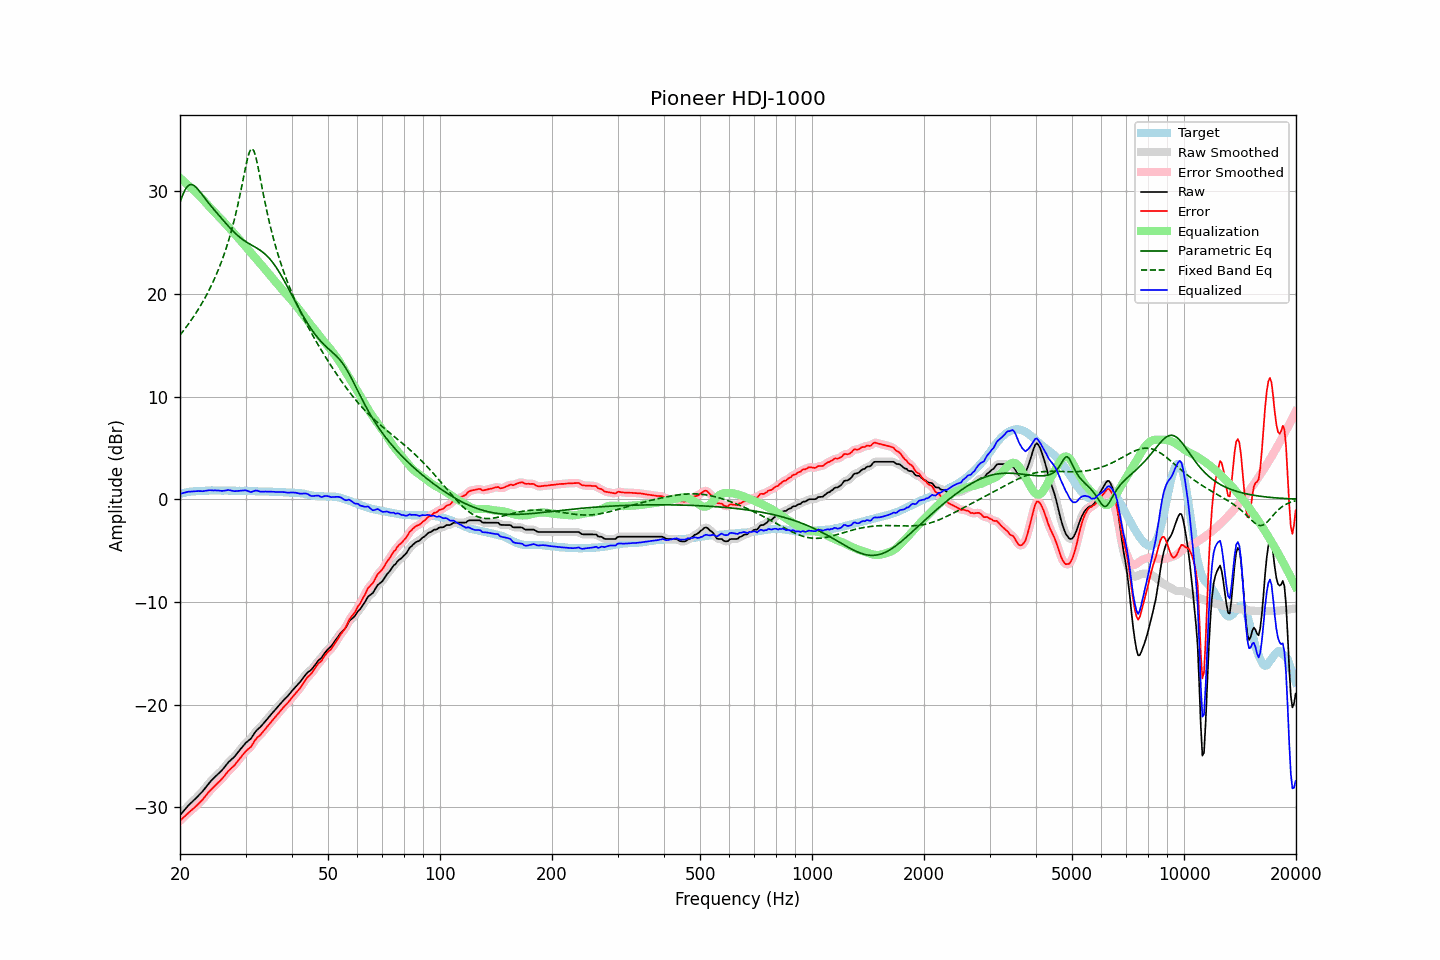 Pioneer HDJ-1000
Target
Raw Smoothed
Error Smoothed
Raw
Error
Equalization
Parametric Eq
Fixed Band Eq
Equalized
Amplitude (dBr)
30
20
10
0
−10
−20
−30
20 50 100 200 500 1000 2000 5000 10000 20000
Frequency (Hz)